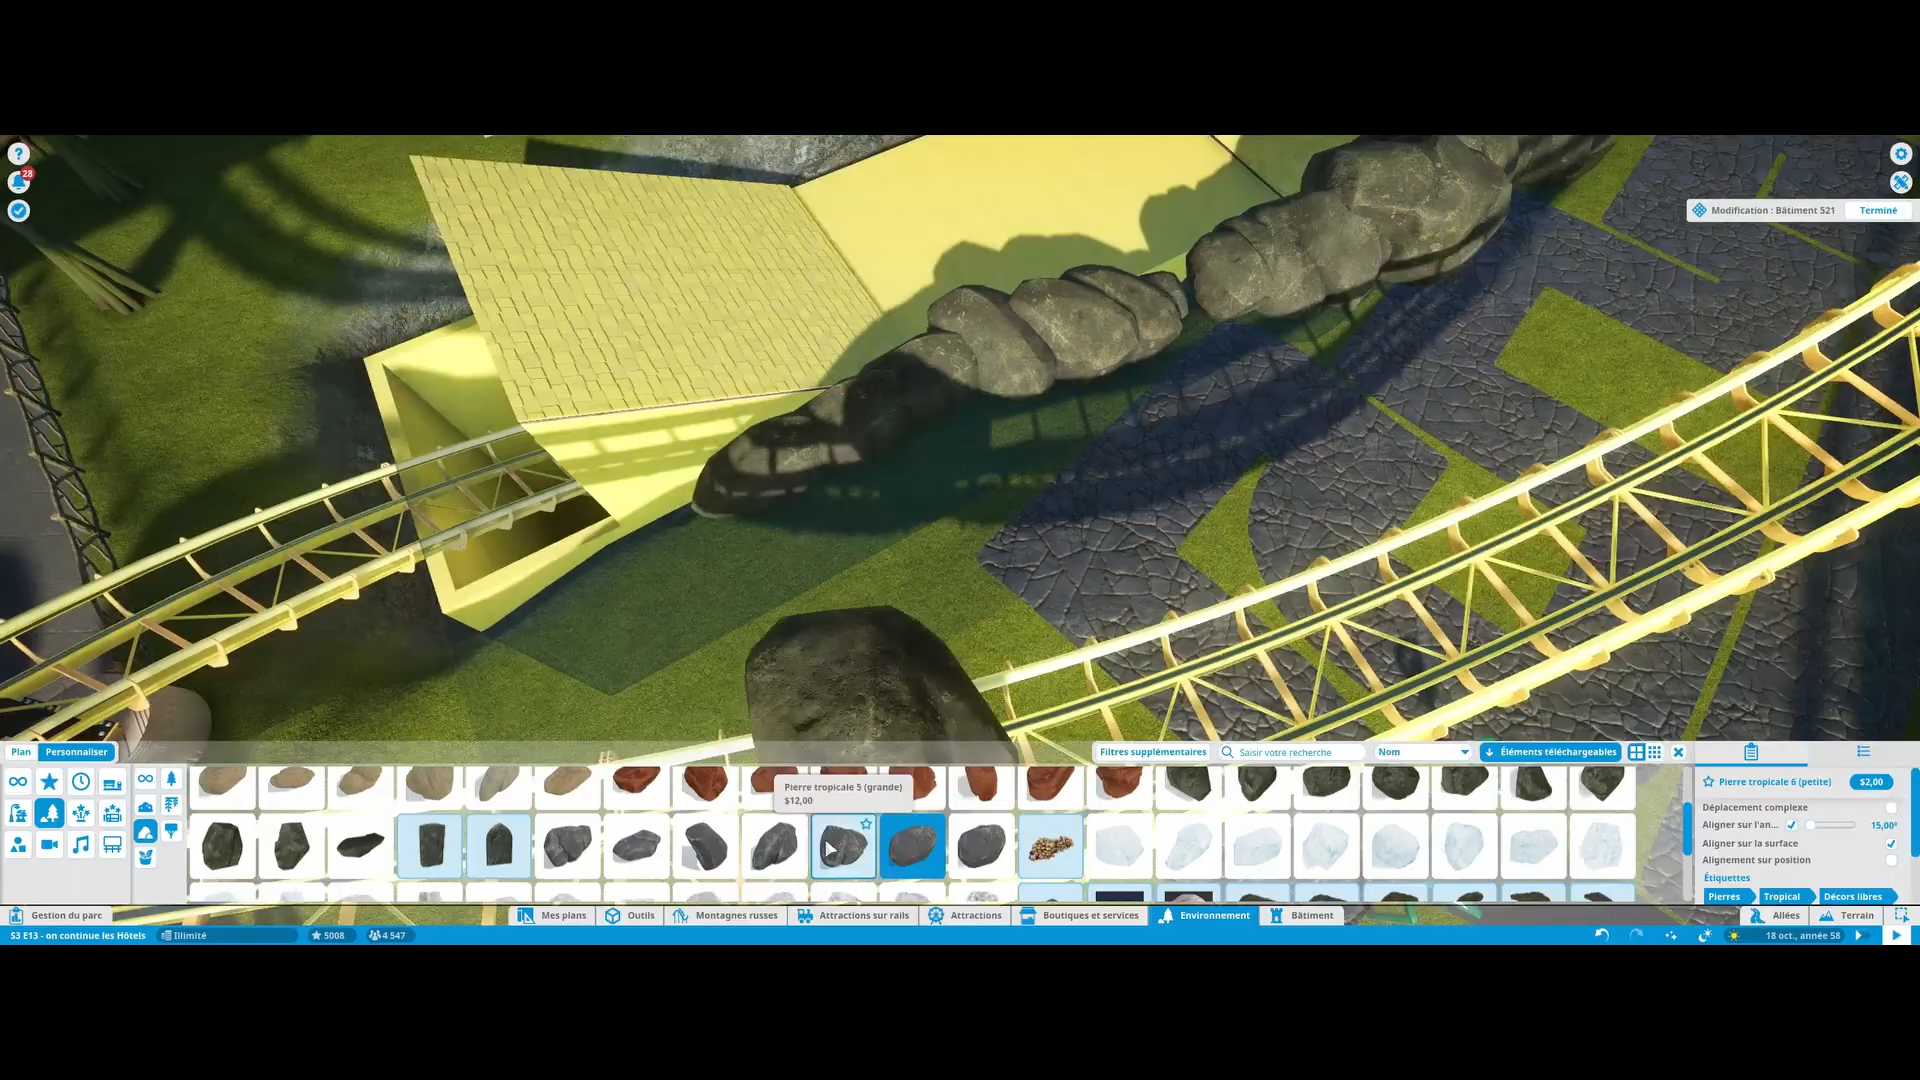 ?
28
Modification : Bâtiment 521
Terminé
Plan
Personnaliser
Filtres supplémentaires
Saisir votre recherche
Nom
Éléments téléchargeables
Pierre tropicale 5 (grande)
$12,00
Pierre tropicale 6 (petite)
$2,00
Déplacement complexe
Aligner sur l'an...
15,00°
Aligner sur la surface
Alignement sur position
Étiquettes
Pierres
Tropical
Décors libres
Gestion du parc
Mes plans
Outils
Montagnes russes
Attractions sur rails
Attractions
Boutiques et services
Environnement
Bâtiment
Allées
Terrain
S3 E13 - on continue les Hôtels
Illimité
5008
4 547
18 oct., année 58